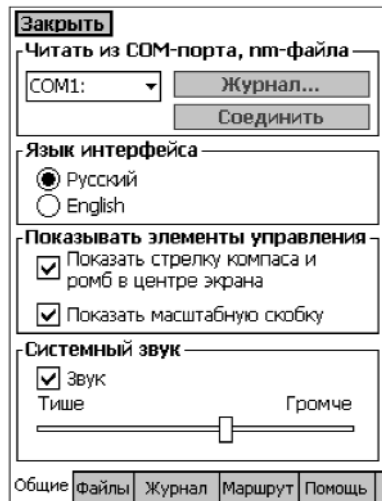 Закрыть
Читать из COM-порта, nm-файла
COM1:
Журнал...
Соединить
Язык интерфейса
Русский
English
Показывать элементы управления
Показать стрелку компаса и
ромб в центре экрана
Показать масштабную скобку
Системный звук
Звук
Тише Громче
Общие Файлы Журнал Маршрут Помощь